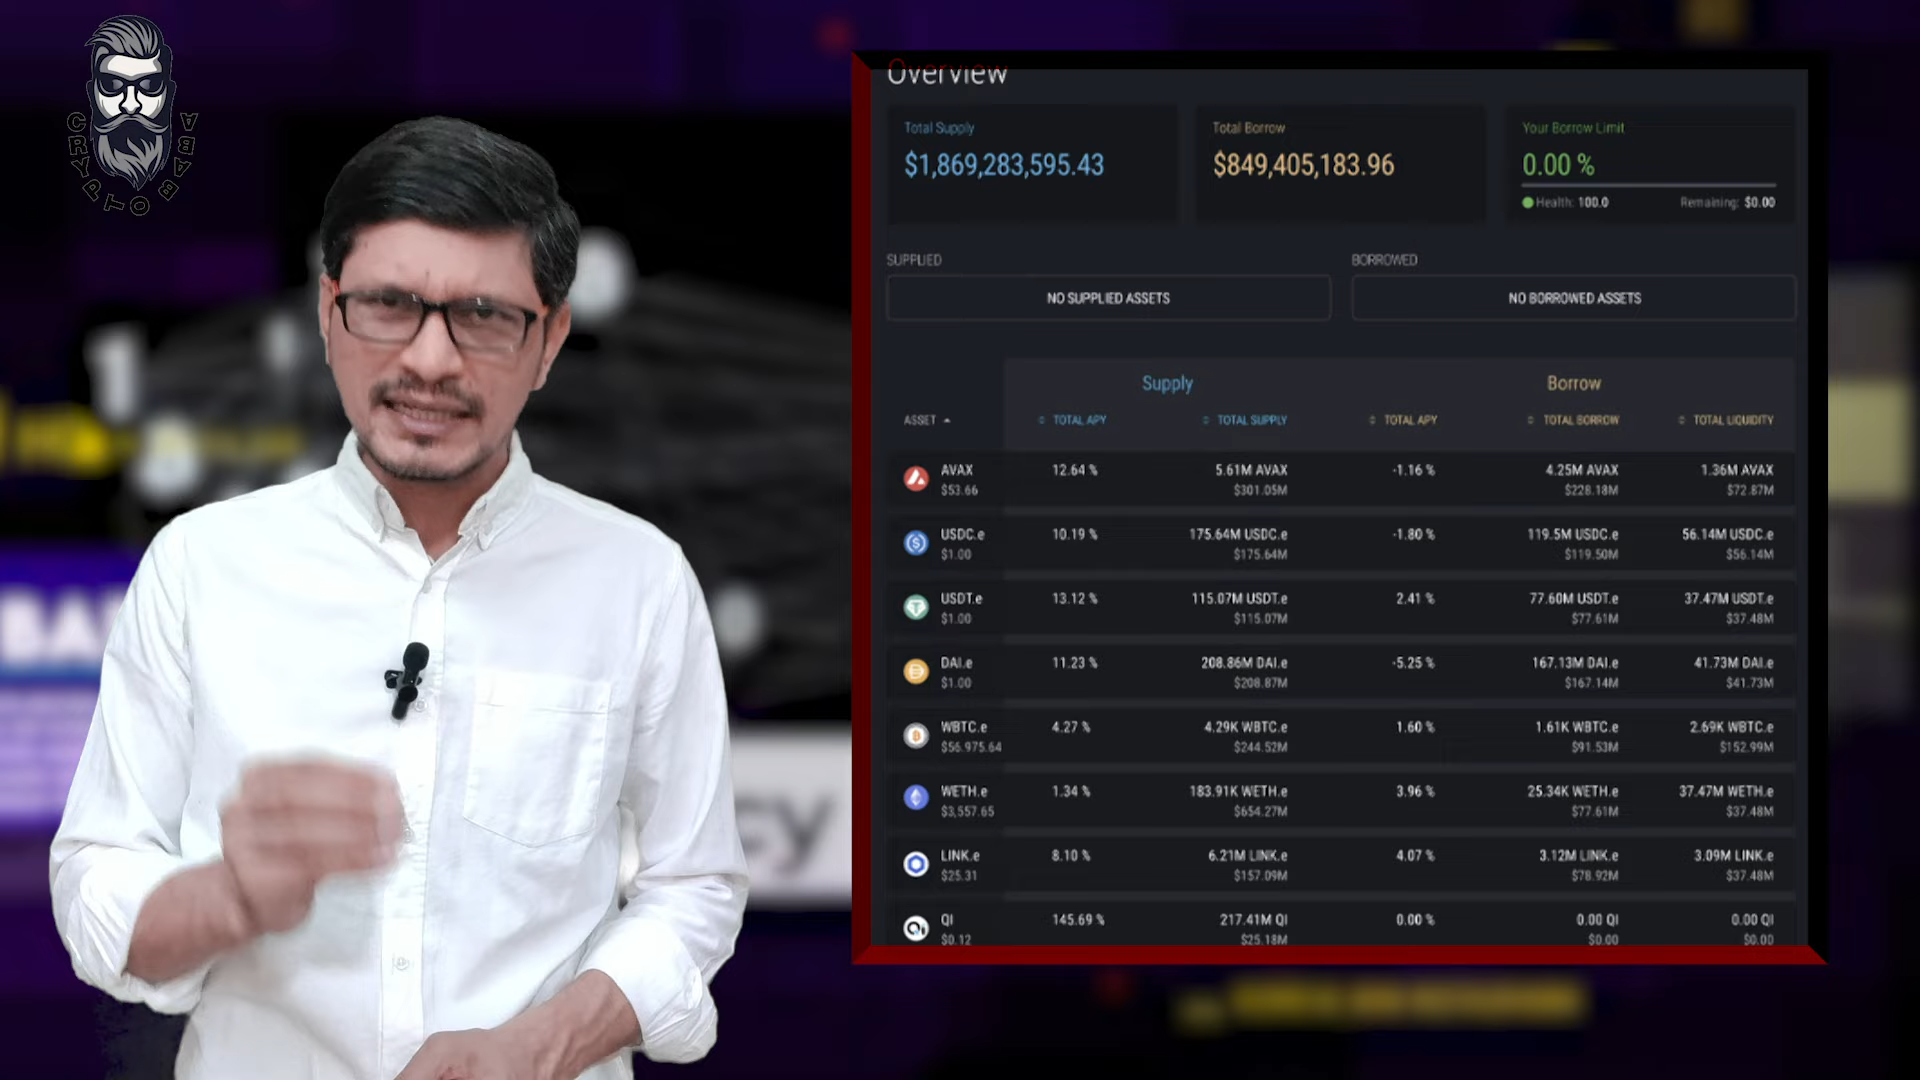 CRYPTO BABA
Overview
Total Supply
$1,869,283,595.43
Total Borrow
$849,405,183.96
Your Borrow Limit
0.00 %
Health: 100.0
Remaining: $0.00
SUPPLIED
BORROWED
NO SUPPLIED ASSETS
NO BORROWED ASSETS
Supply
Borrow
ASSET TOTAL APY TOTAL SUPPLY TOTAL APY TOTAL BORROW TOTAL LIQUIDITY
AVAX 12.64 % 5.61M AVAX -1.16 % 4.25M AVAX 1.36M AVAX
$53.66 $301.05M $228.18M $72.87M
USDC.e 10.19 % 175.64M USDC.e -1.80 % 119.5M USDC.e 56.14M USDC.e
$1.00 $175.64M $119.50M $56.14M
USDT.e 13.12 % 115.07M USDT.e 2.41 % 77.60M USDT.e 37.47M USDT.e
$1.00 $115.07M $77.61M $37.48M
DAI.e 11.23 % 208.86M DAI.e -5.25 % 167.13M DAI.e 41.73M DAI.e
$1.00 $208.87M $167.14M $41.73M
WBTC.e 4.27 % 4.29K WBTC.e 1.60 % 1.61K WBTC.e 2.69K WBTC.e
$56.975.64 $244.52M $91.53M $152.99M
WETH.e 1.34 % 183.91K WETH.e 3.96 % 25.34K WETH.e 37.47M WETH.e
$3,557.65 $654.27M $77.61M $37.48M
LINK.e 8.10 % 6.21M LINK.e 4.07 % 3.12M LINK.e 3.09M LINK.e
$25.31 $157.09M $78.92M $37.48M
QI 145.69 % 217.41M QI 0.00 % 0.00 QI 0.00 QI
$0.12 $25.18M $0.00 $0.00